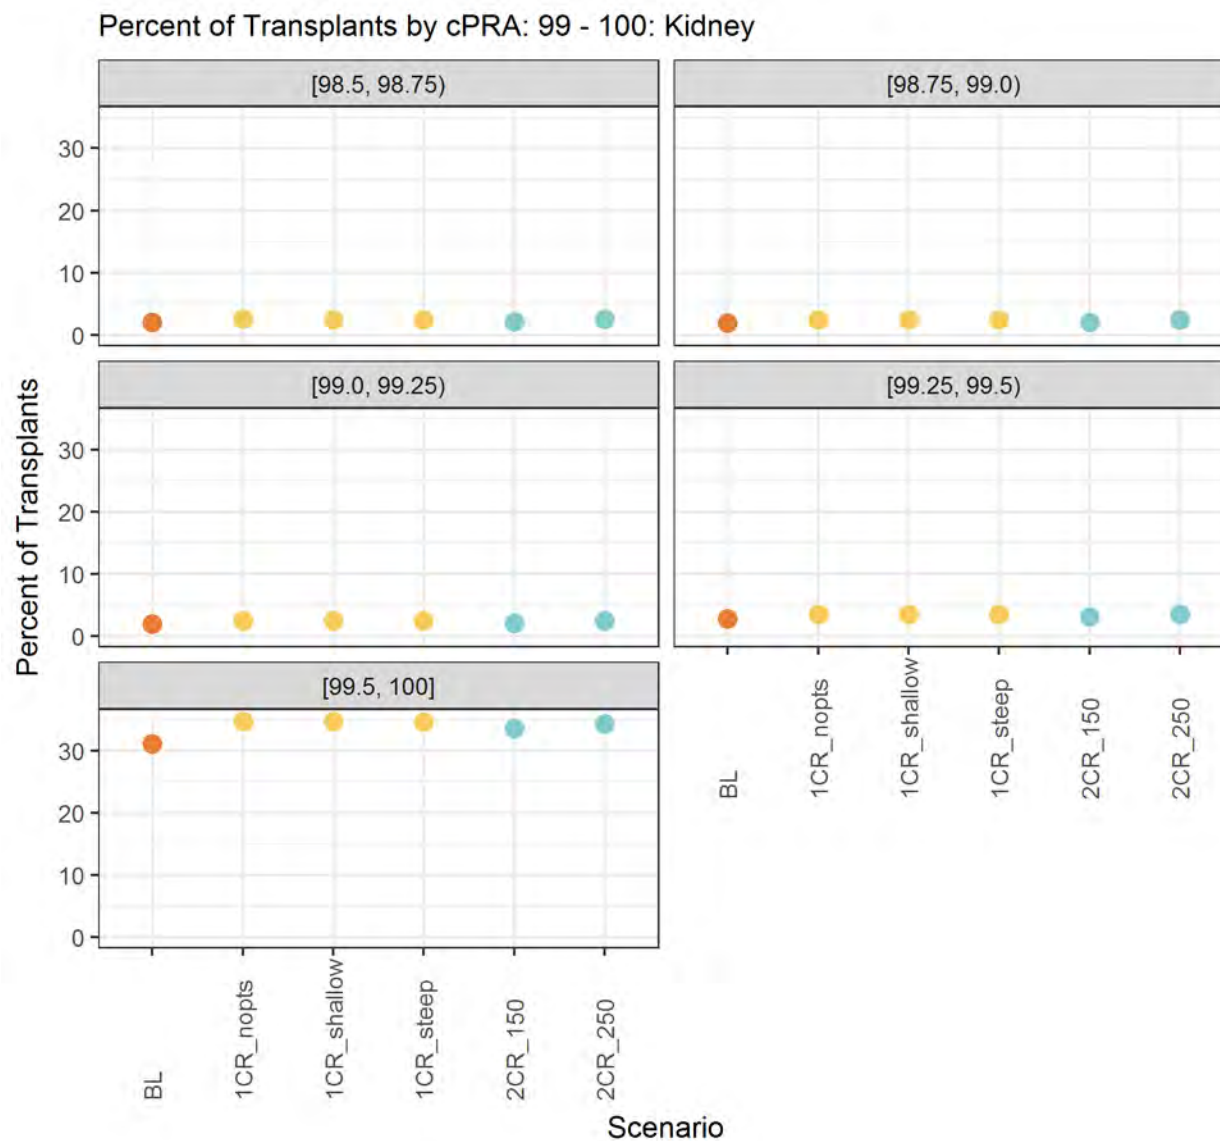 Percent of Transplants by cPRA: 99 - 100: Kidney
[98.5, 98.75)
[98.75, 99.0)
30
20
10
0
[99.0, 99.25)
[99.25, 99.5)
30
20
10
0
Percent of Transplants
[99.5, 100]
30
20
10
0
BL
1CR_nopts
1CR_shallow
1CR_steep
2CR_150
2CR_250
BL
1CR_nopts
1CR_shallow
1CR_steep
2CR_150
2CR_250
Scenario